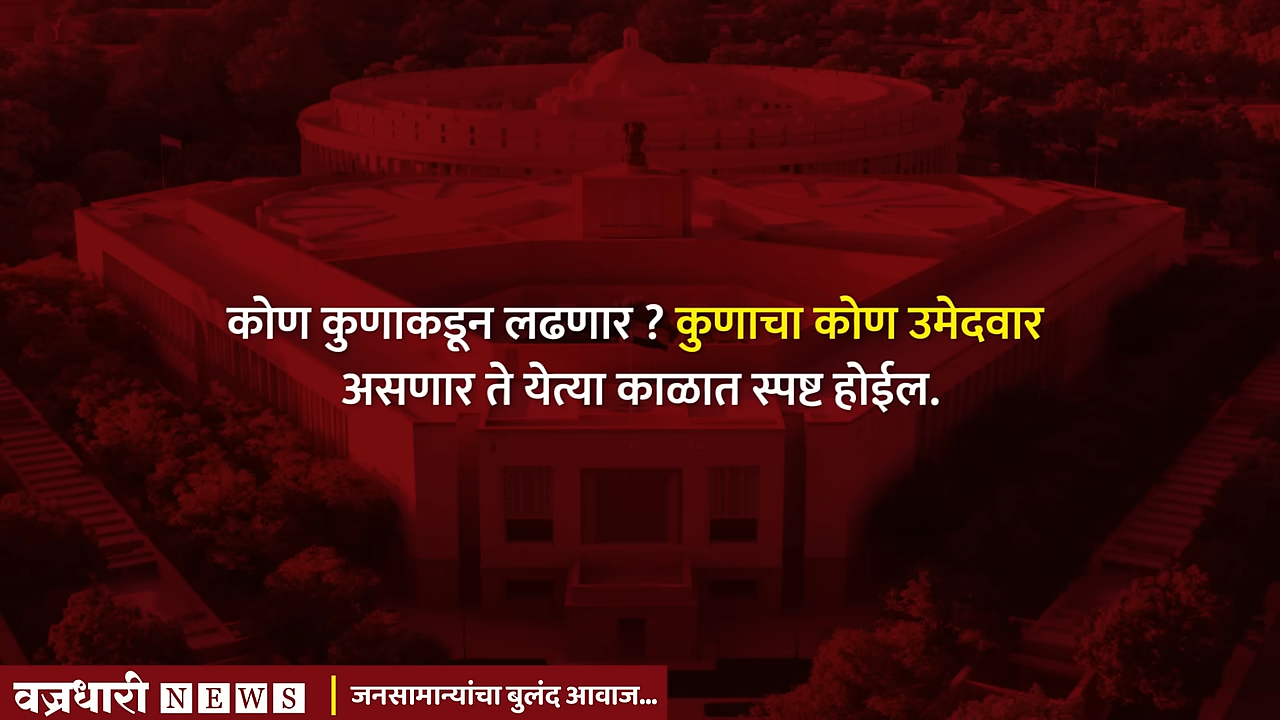 कोण कुणाकडून लढणार ? कुणाचा कोण उमेदवार
असणार ते येत्या काळात स्पष्ट होईल.
वज्रधारी NEWS | जनसामान्यांचा बुलंद आवाज...